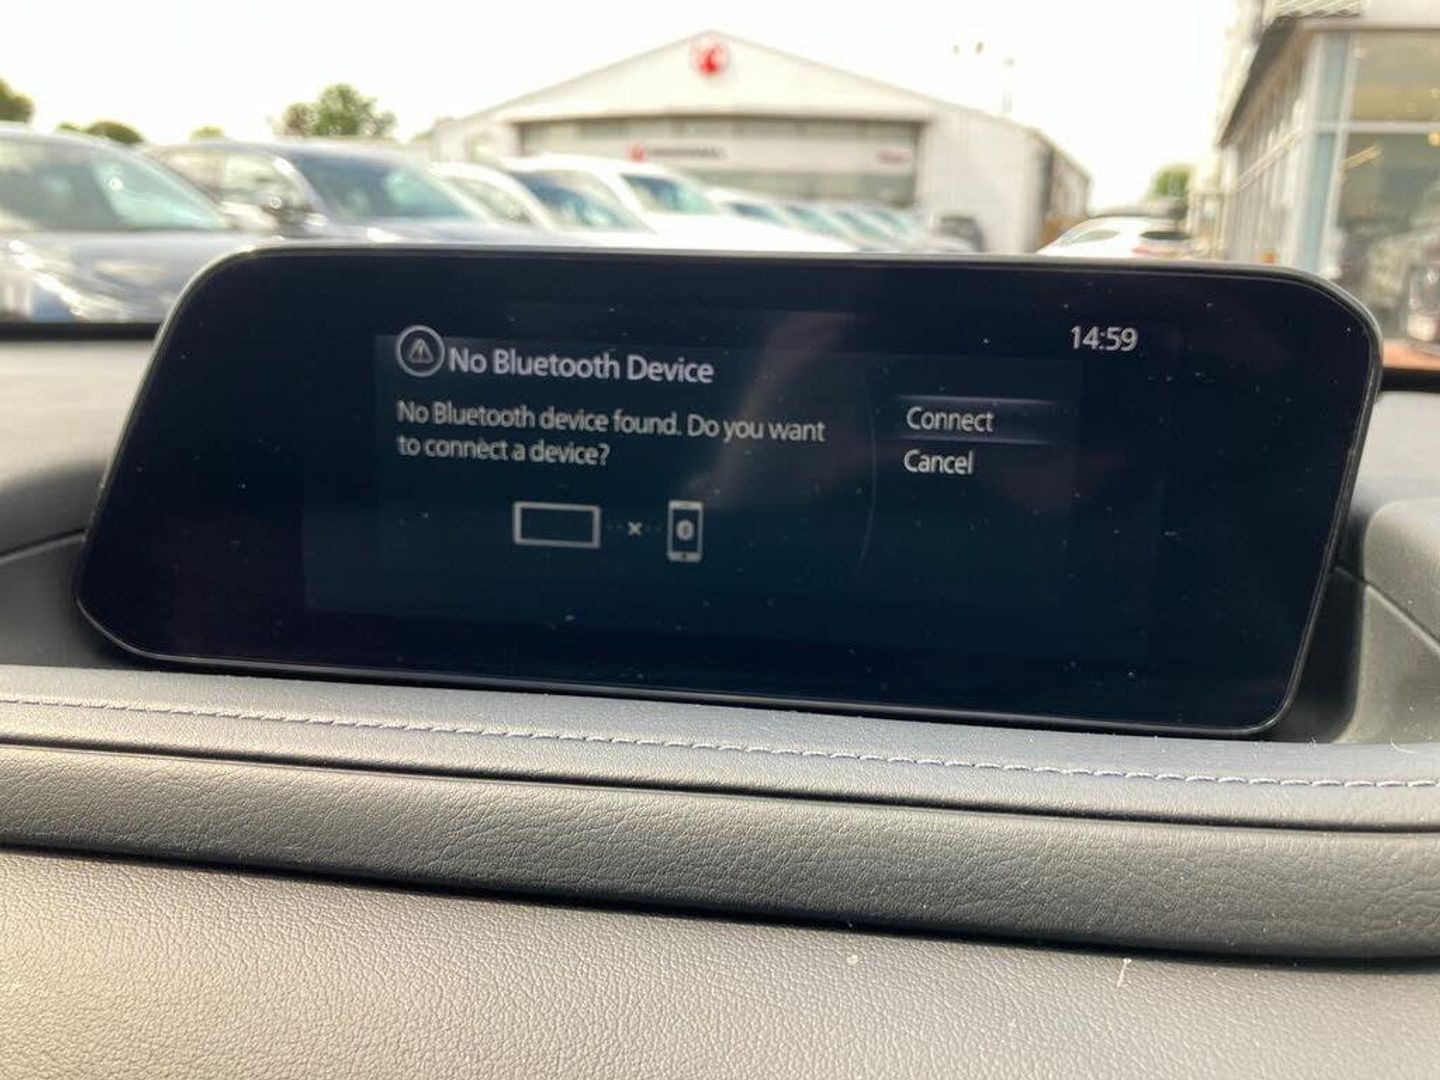 No Bluetooth Device
14:59
No Bluetooth device found. Do you want
to connect a device?
Connect
Cancel